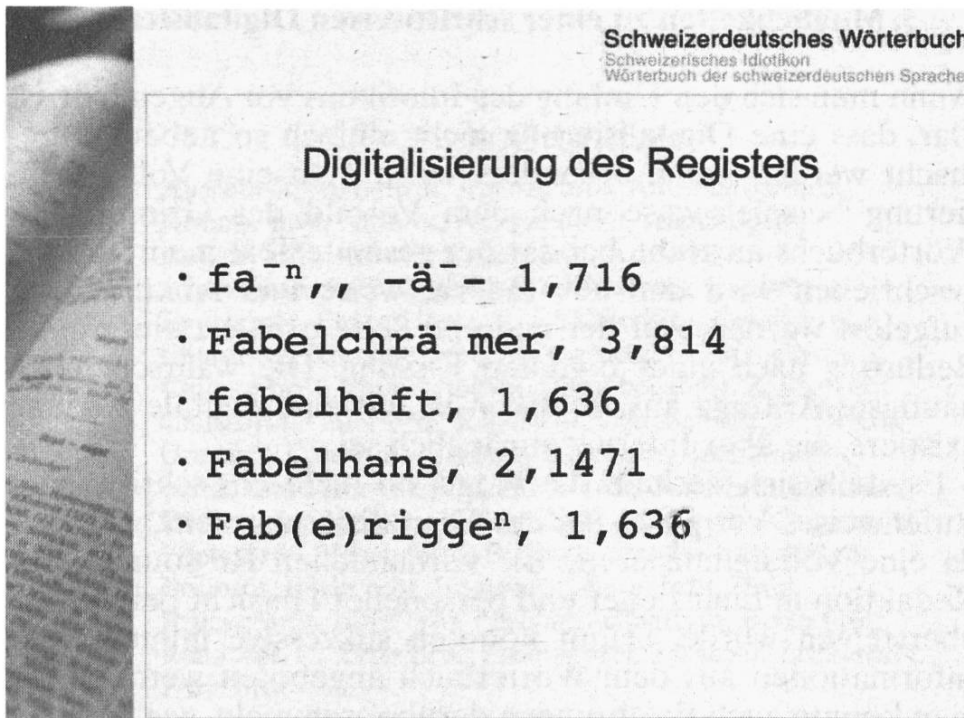 Schweizerdeutsches Wörterbuch
Schweizerisches Idiotikon
Wörterbuch der schweizerdeutschen Sprache
Digitalisierung des Registers
· fa¯ⁿ,, –ä¯– 1,716
· Fabelchrä¯ mer, 3,814
· fabelhaft, 1,636
· Fabelhans, 2,1471
· Fab(e)riggeⁿ, 1,636